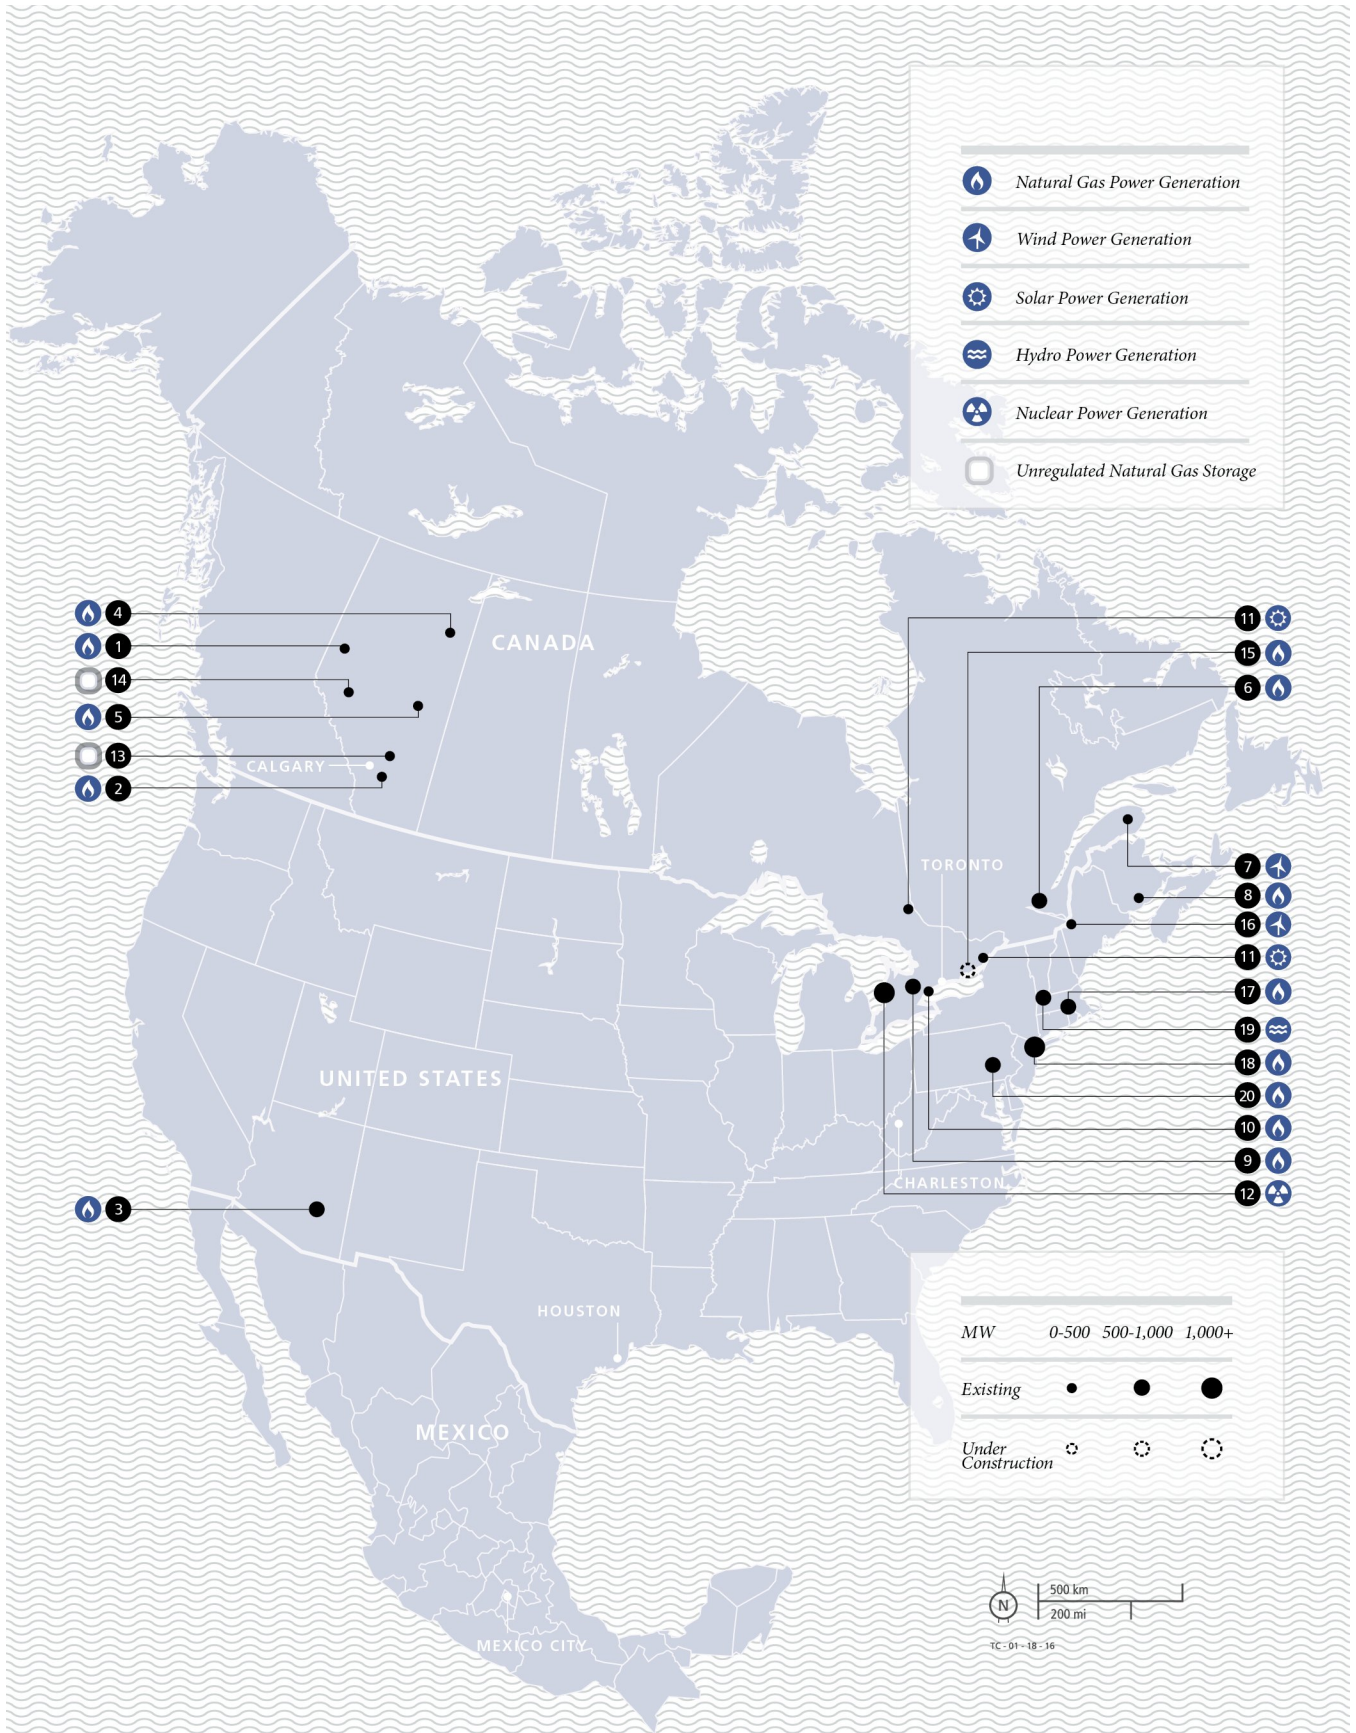 Natural Gas Power Generation
Wind Power Generation
Solar Power Generation
Hydro Power Generation
Nuclear Power Generation
Unregulated Natural Gas Storage
4
1
14
5
13
2
CANADA
CALGARY
11
15
6
TORONTO
7
8
16
11
17
19
18
20
10
9
12
UNITED STATES
CHARLESTON
3
HOUSTON
MEXICO
MEXICO CITY
MW 0-500 500-1,000 1,000+
Existing
Under
Construction
N
500 km
200 mi
TC - 01 - 18 - 16